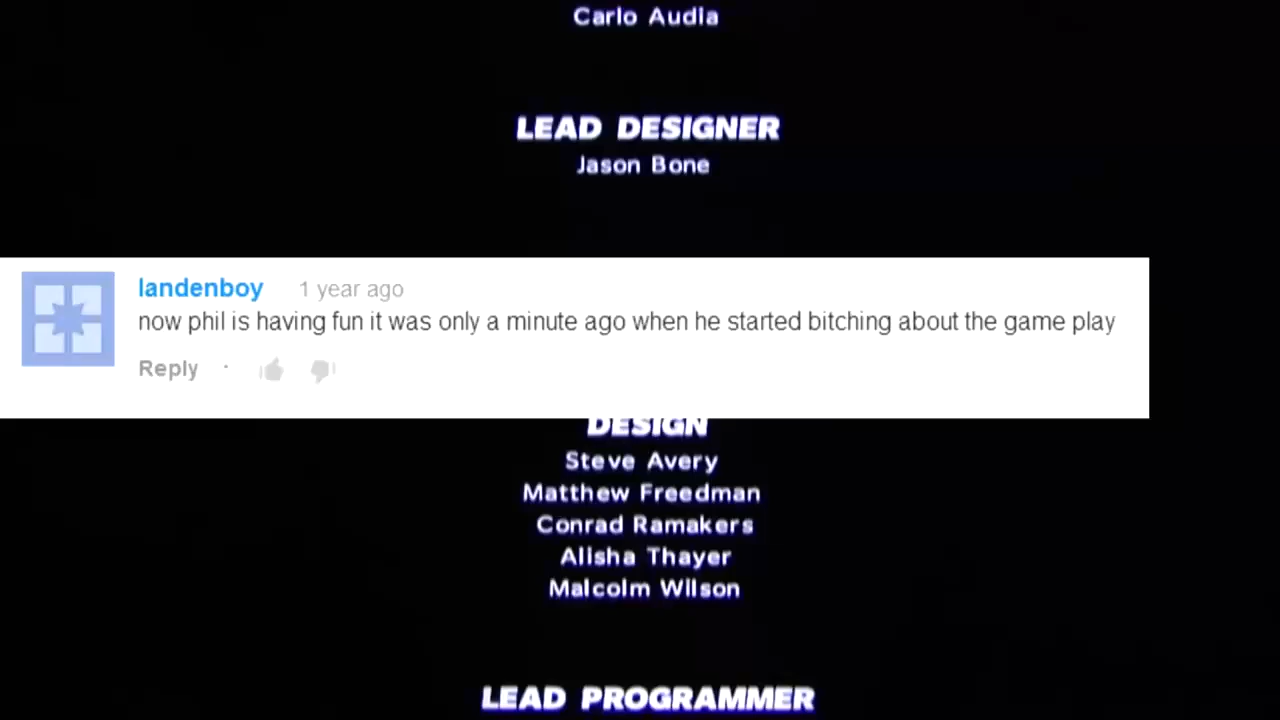 Carlo Audia
LEAD DESIGNER
Jason Bone
landenboy 1 year ago
now phil is having fun it was only a minute ago when he started bitching about the game play
Reply ·
DESIGN
Steve Avery
Matthew Freedman
Conrad Ramakers
Alisha Thayer
Malcolm Wilson
LEAD PROGRAMMER